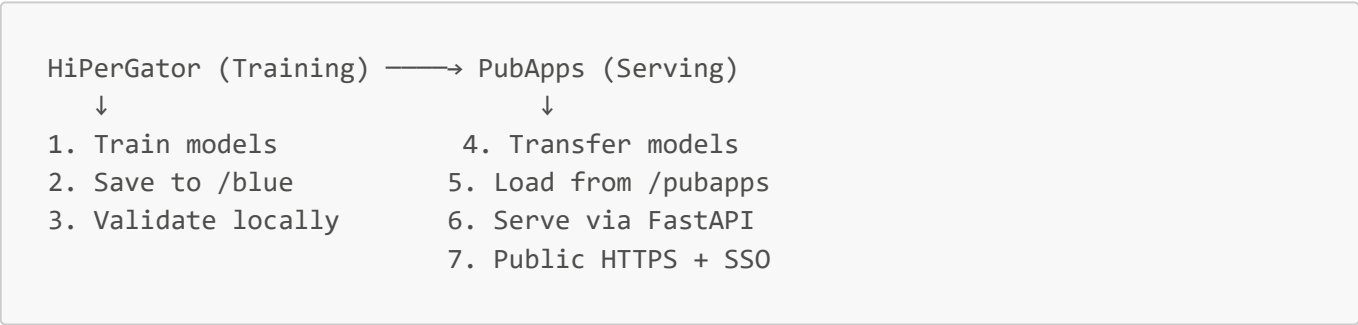 HiPerGator (Training) ────→ PubApps (Serving)
   ↓                              ↓
1. Train models              4. Transfer models
2. Save to /blue            5. Load from /pubapps
3. Validate locally         6. Serve via FastAPI
                            7. Public HTTPS + SSO